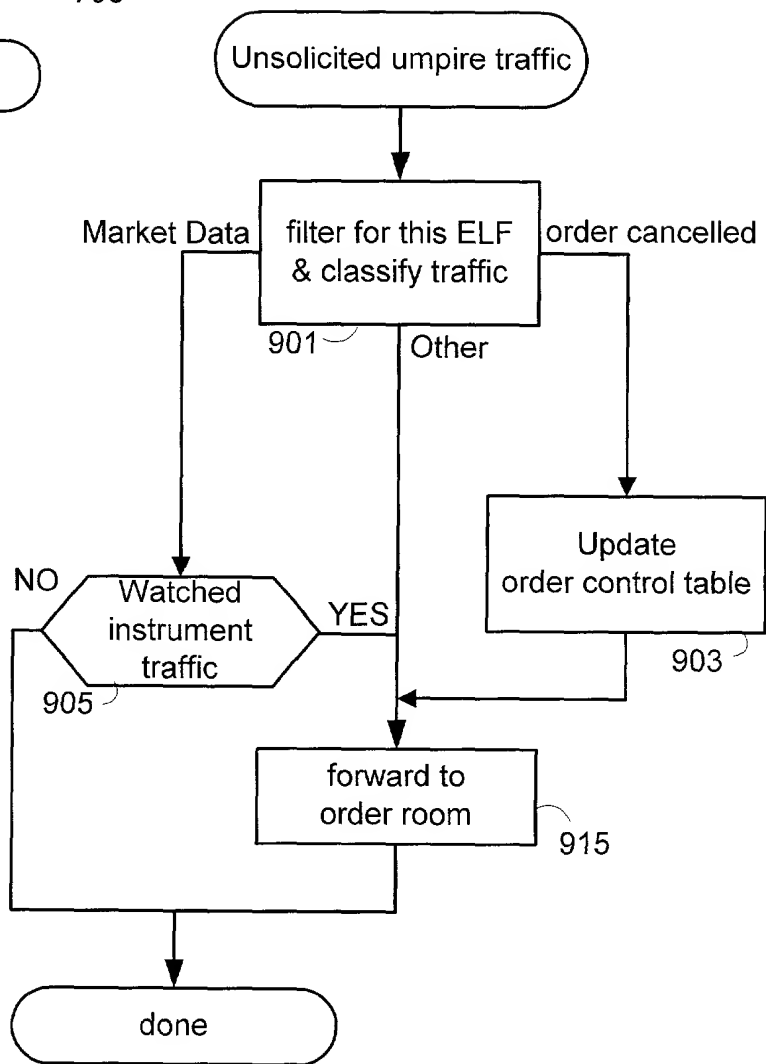 Unsolicited umpire traffic
Market Data
filter for this ELF
& classify traffic
order cancelled
901
Other
Update
order control table
903
NO
Watched
instrument
traffic
YES
905
forward to
order room
915
done